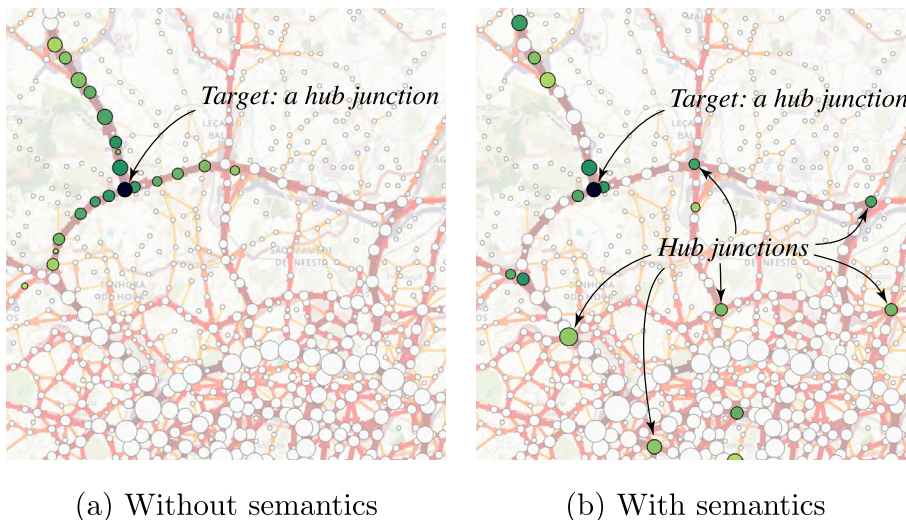 Target: a hub junction
Target: a hub junction
Hub junctions
(a) Without semantics
(b) With semantics